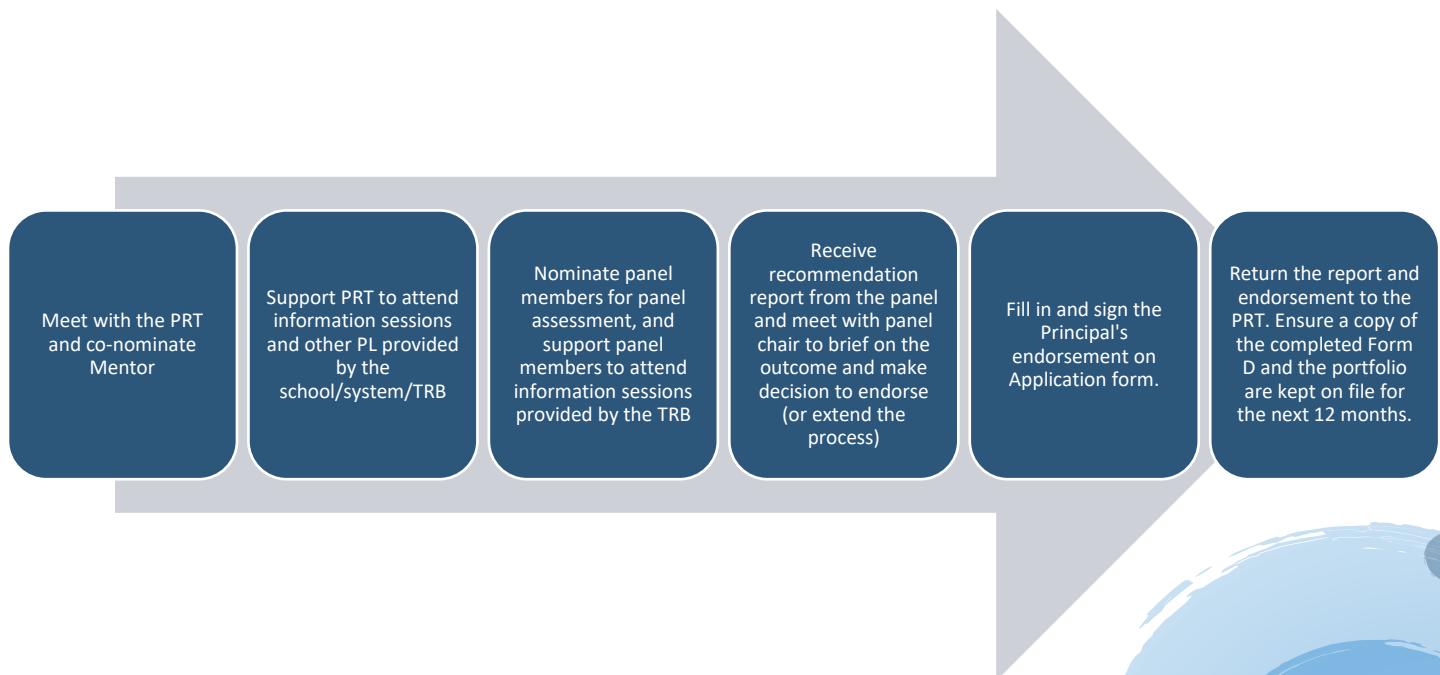 Meet with the PRT
and co-nominate
Mentor
Support PRT to attend
information sessions
and other PL provided
by the
school/system/TRB
Nominate panel
members for panel
assessment, and
support panel
members to attend
information sessions
provided by the TRB
Receive
recommendation
report from the panel
and meet with panel
chair to brief on the
outcome and make
decision to endorse
(or extend the
process)
Fill in and sign the
Principal's
endorsement on
Application form.
Return the report and
endorsement to the
PRT. Ensure a copy of
the completed Form
D and the portfolio
are kept on file for
the next 12 months.